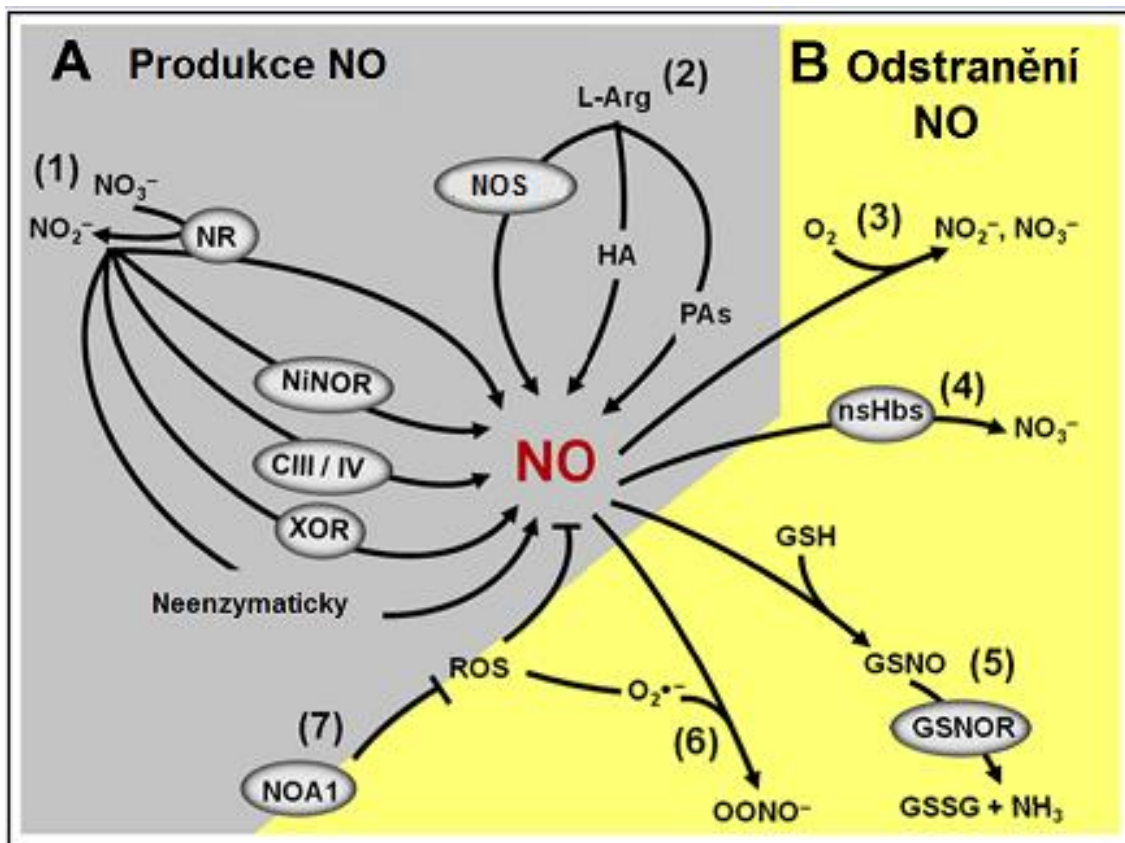 A Produkce NO
B Odstranění
NO
(1)
NO₃⁻
NO₂⁻
NR
L-Arg (2)
NOS
HA
PAs
NiNOR
CIII / IV
XOR
Neenzymaticky
NO
O₂ (3) NO₂⁻, NO₃⁻
nsHbs (4)
NO₃⁻
GSH
GSNO (5)
GSNOR
GSSG + NH₃
ROS
O₂•⁻
(6)
OONO⁻
(7)
NOA1